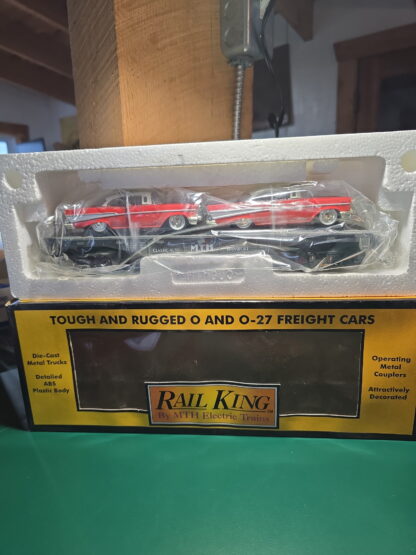 MTH
TOUGH AND RUGGED O AND O-27 FREIGHT CARS
Die-Cast
Metal Trucks
Detailed
ABS
Plastic Body
Operating
Metal
Couplers
Attractively
Decorated
RAIL KING
By MTH Electric Trains